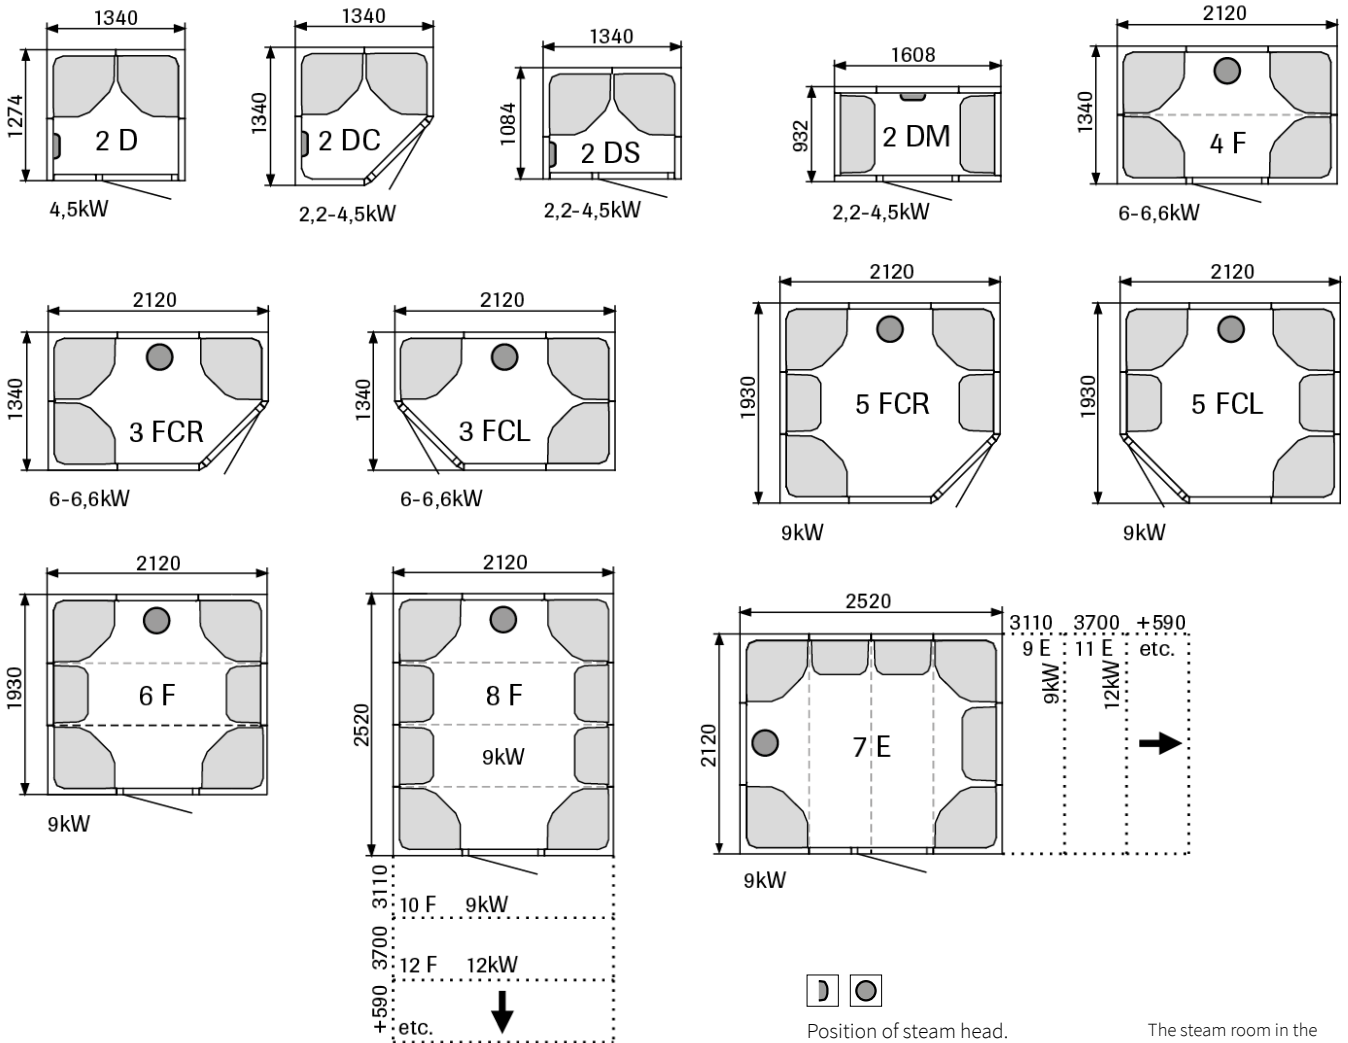 1340
1274
2 D
4,5kW
1340
1340
2 DC
2,2-4,5kW
1340
1084
2 DS
2,2-4,5kW
1608
932
2 DM
2,2-4,5kW
2120
1340
4 F
6-6,6kW
2120
1340
3 FCR
6-6,6kW
2120
1340
3 FCL
6-6,6kW
2120
1930
5 FCR
9kW
2120
1930
5 FCL
9kW
2120
1930
6 F
9kW
2120
2520
8 F
9kW
3110
10 F 9kW
3700
12 F 12kW
+590
etc.
2520
2120
7 E
9kW
3110
9 E
9kW
3700
11 E
12kW
+590
etc.
Position of steam head.
The steam room in the